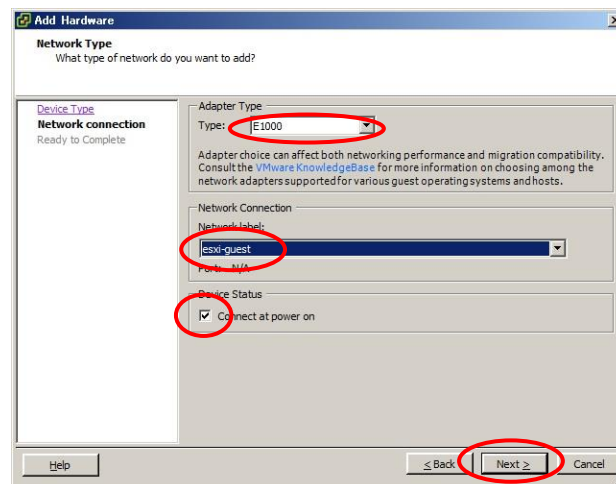 Add Hardware
Network Type
What type of network do you want to add?
Device Type
Network connection
Ready to Complete
Adapter Type
Type: E1000
Adapter choice can affect both networking performance and migration compatibility.
Consult the VMware KnowledgeBase for more information on choosing among the
network adapters supported for various guest operating systems and hosts.
Network Connection
Network label:
esxi-guest
Port: N/A
Device Status
Connect at power on
Help
< Back
Next >
Cancel